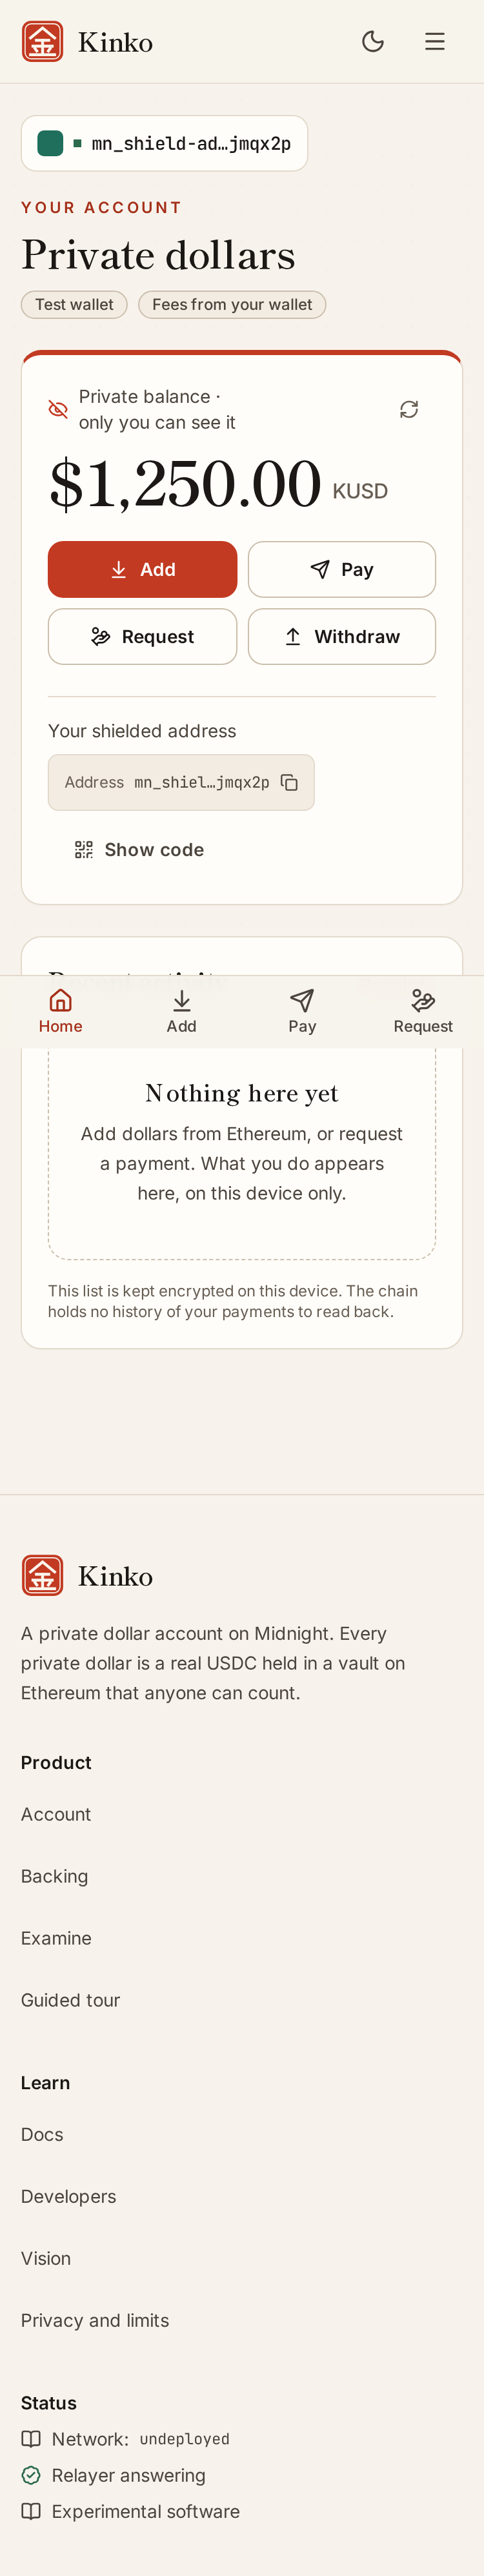 金 Kinko
mn_shield-ad…jmqx2p
YOUR ACCOUNT
Private dollars
Test wallet
Fees from your wallet
Private balance ·
only you can see it
$1,250.00 KUSD
Add
Pay
Request
Withdraw
Your shielded address
Address mn_shiel…jmqx2p
Show code
Home
Add
Pay
Request
Nothing here yet
Add dollars from Ethereum, or request
a payment. What you do appears
here, on this device only.
This list is kept encrypted on this device. The chain
holds no history of your payments to read back.
金 Kinko
A private dollar account on Midnight. Every
private dollar is a real USDC held in a vault on
Ethereum that anyone can count.
Product
Account
Backing
Examine
Guided tour
Learn
Docs
Developers
Vision
Privacy and limits
Status
Network: undeployed
Relayer answering
Experimental software